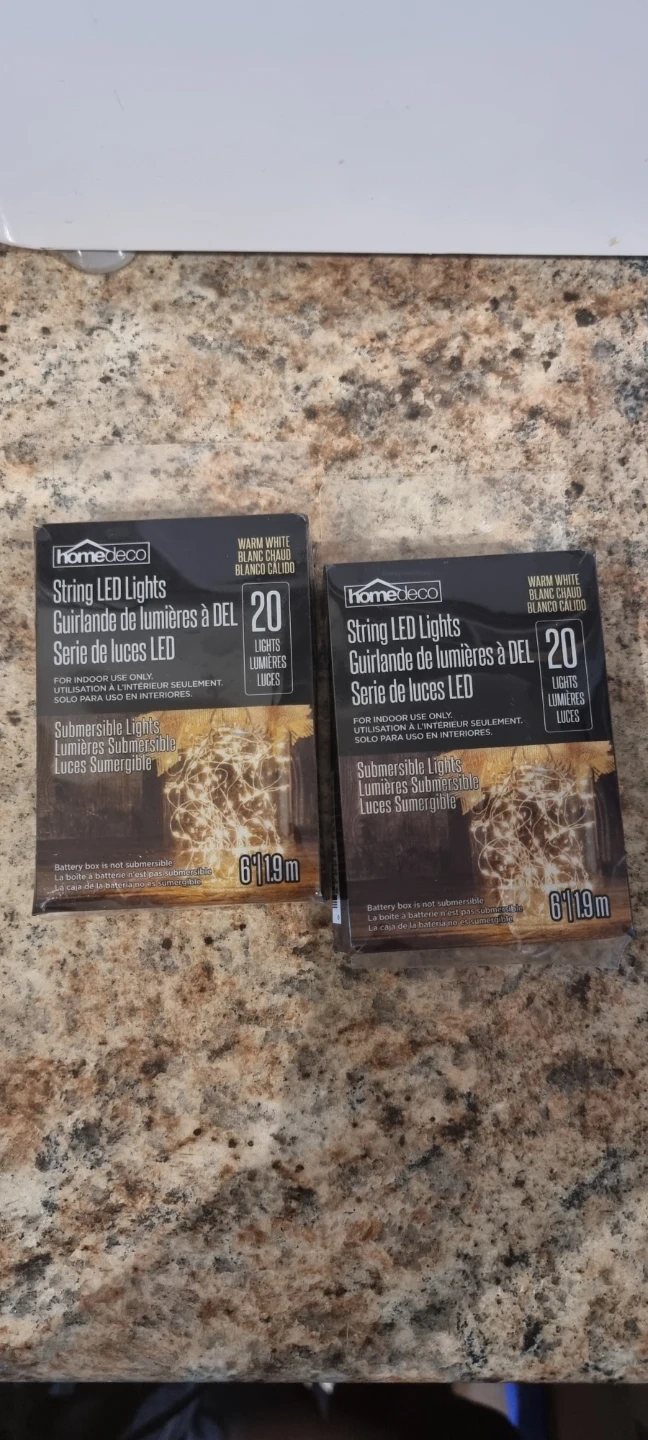 homedeco
WARM WHITE
BLANC CHAUD
BLANCO CÁLIDO
String LED Lights
Guirlande de lumières à DEL
Serie de luces LED
20
LIGHTS
LUMIÈRES
LUCES
FOR INDOOR USE ONLY.
UTILISATION À L'INTÉRIEUR SEULEMENT.
SOLO PARA USO EN INTERIORES.
Submersible Lights
Lumières Submersible
Luces Sumergible
Battery box is not submersible
La boîte à batterie n'est pas submersible
La caja de la batería no es sumergible.
6'|1.9 m
homedeco
WARM WHITE
BLANC CHAUD
BLANCO CÁLIDO
String LED Lights
Guirlande de lumières à DEL
Serie de luces LED
20
LIGHTS
LUMIÈRES
LUCES
FOR INDOOR USE ONLY.
UTILISATION À L'INTÉRIEUR SEULEMENT.
SOLO PARA USO EN INTERIORES.
Submersible Lights
Lumières Submersible
Luces Sumergible
Battery box is not submersible
La boîte à batterie n'est pas submersible
La caja de la batería no es sumergible.
6'|1.9 m